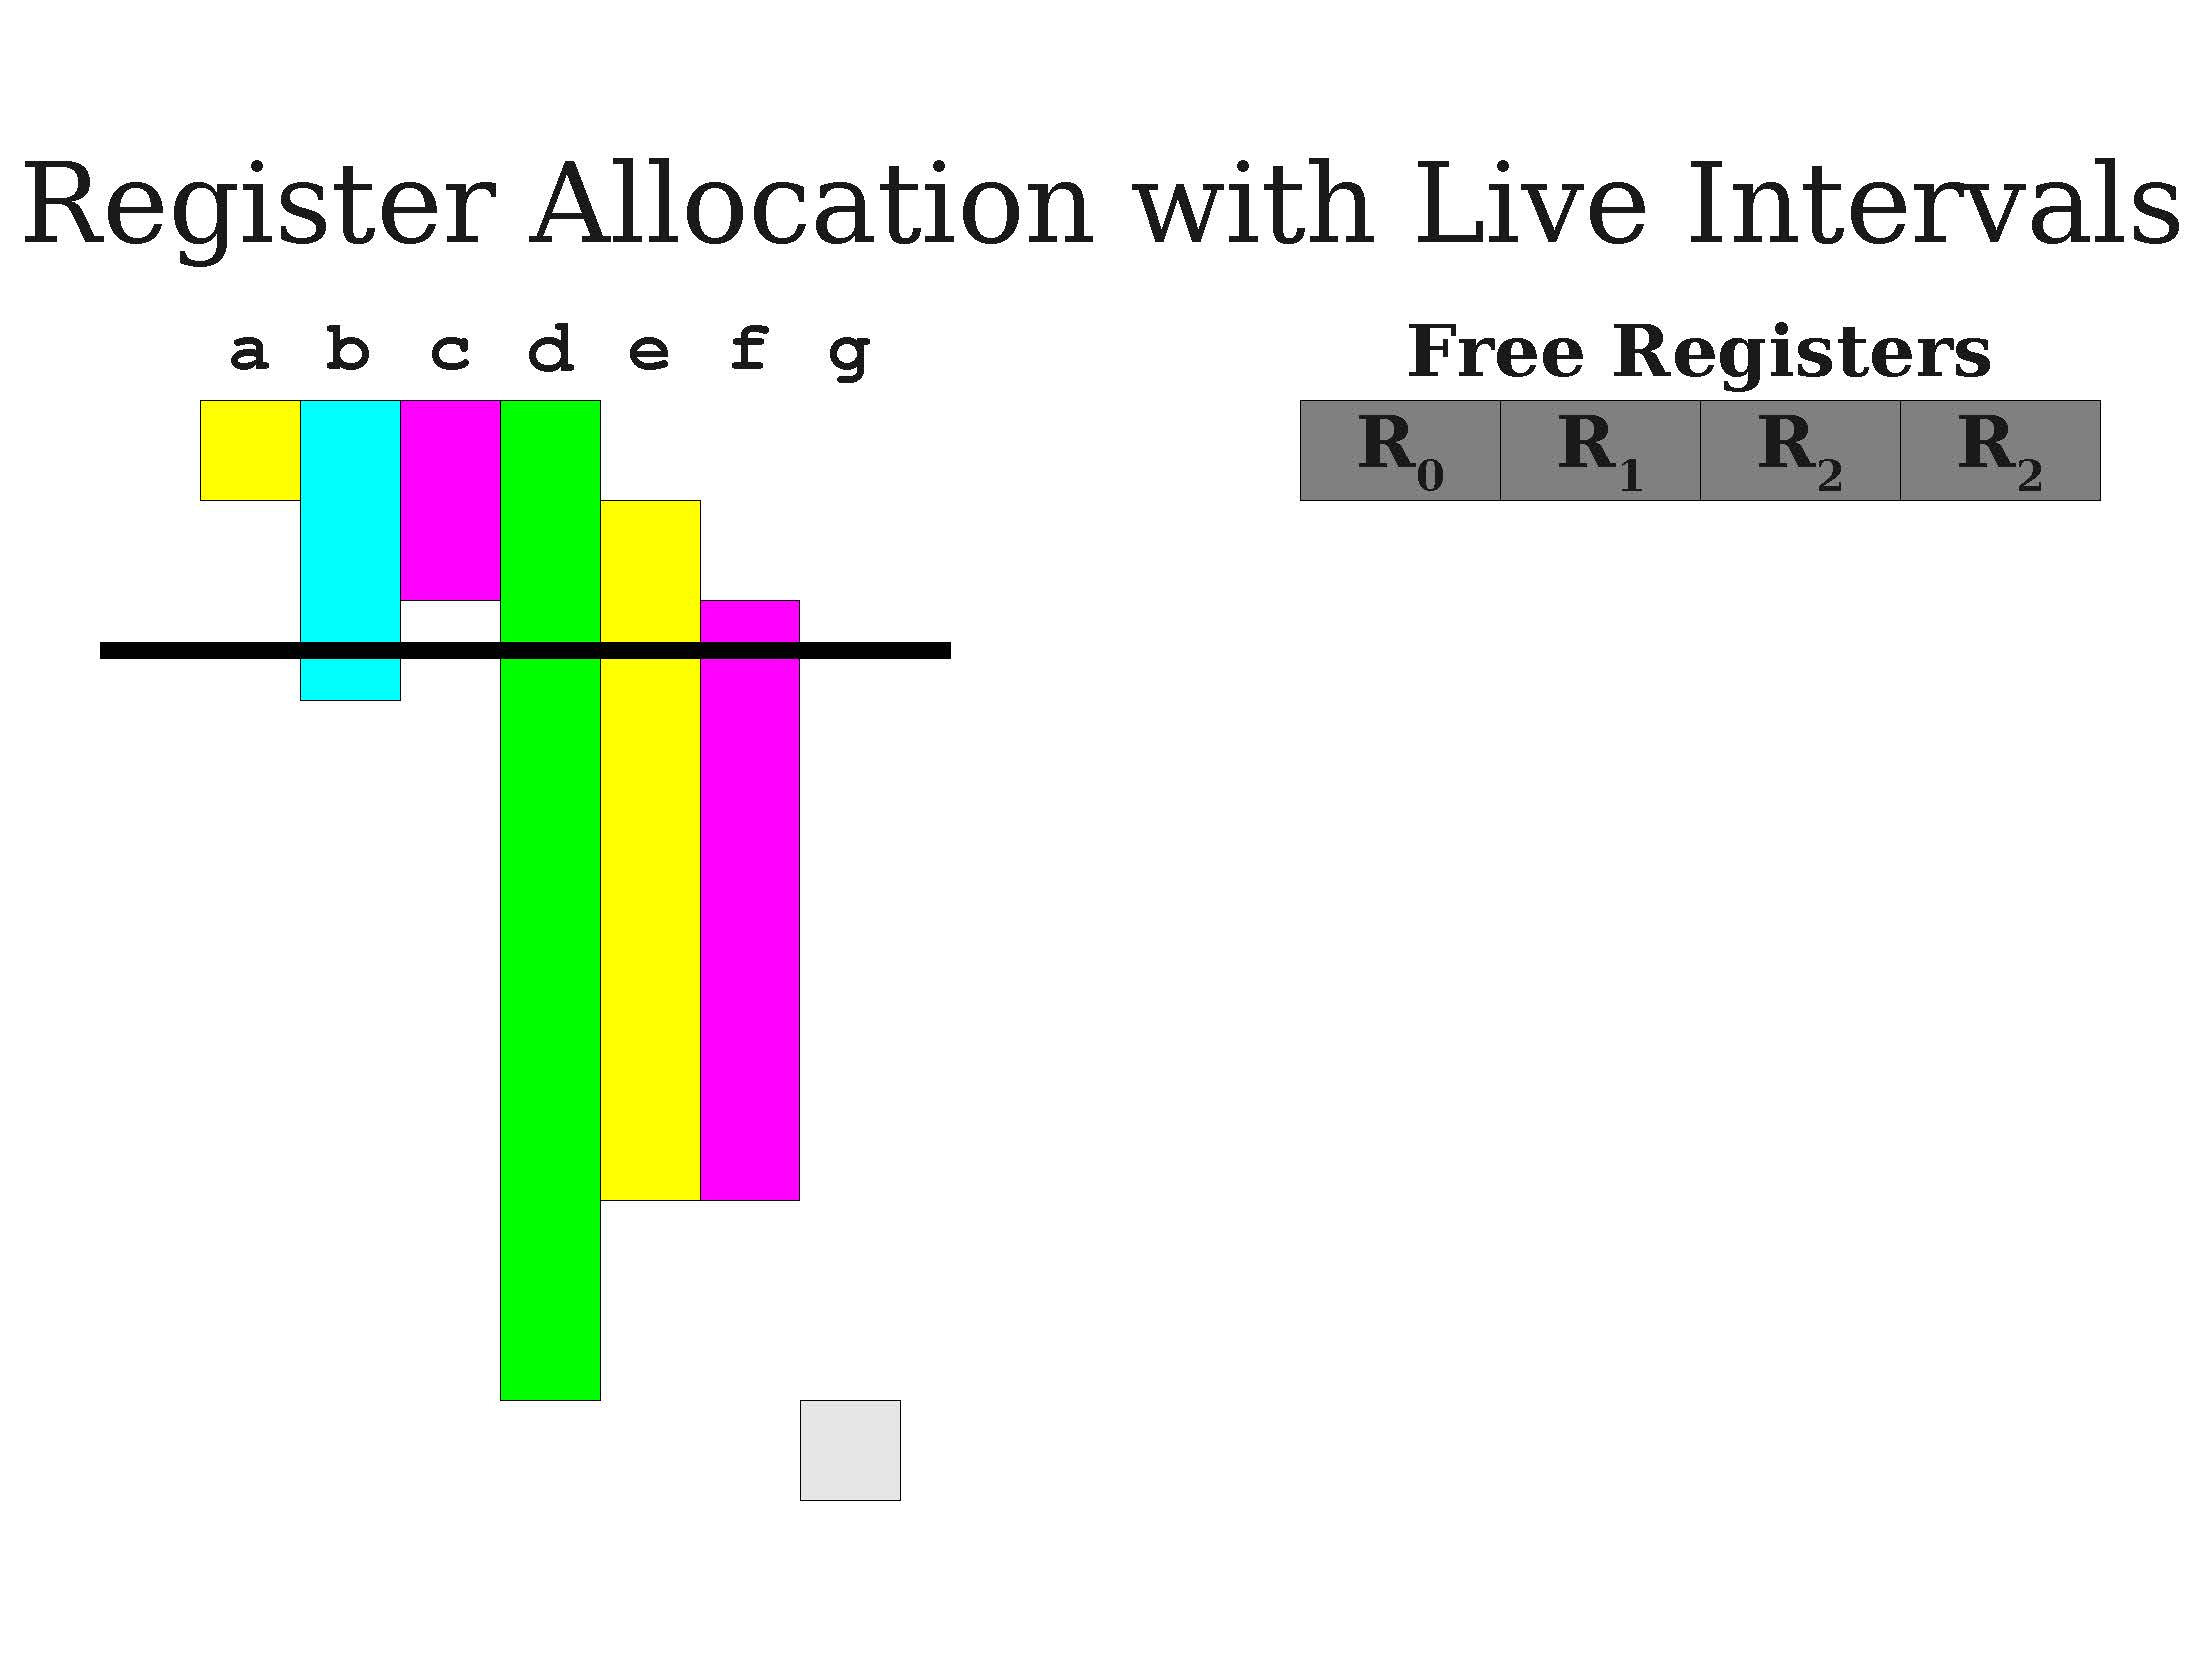 Register Allocation with Live Intervals
a b c d e f g
Free Registers
R0 R1 R2 R2